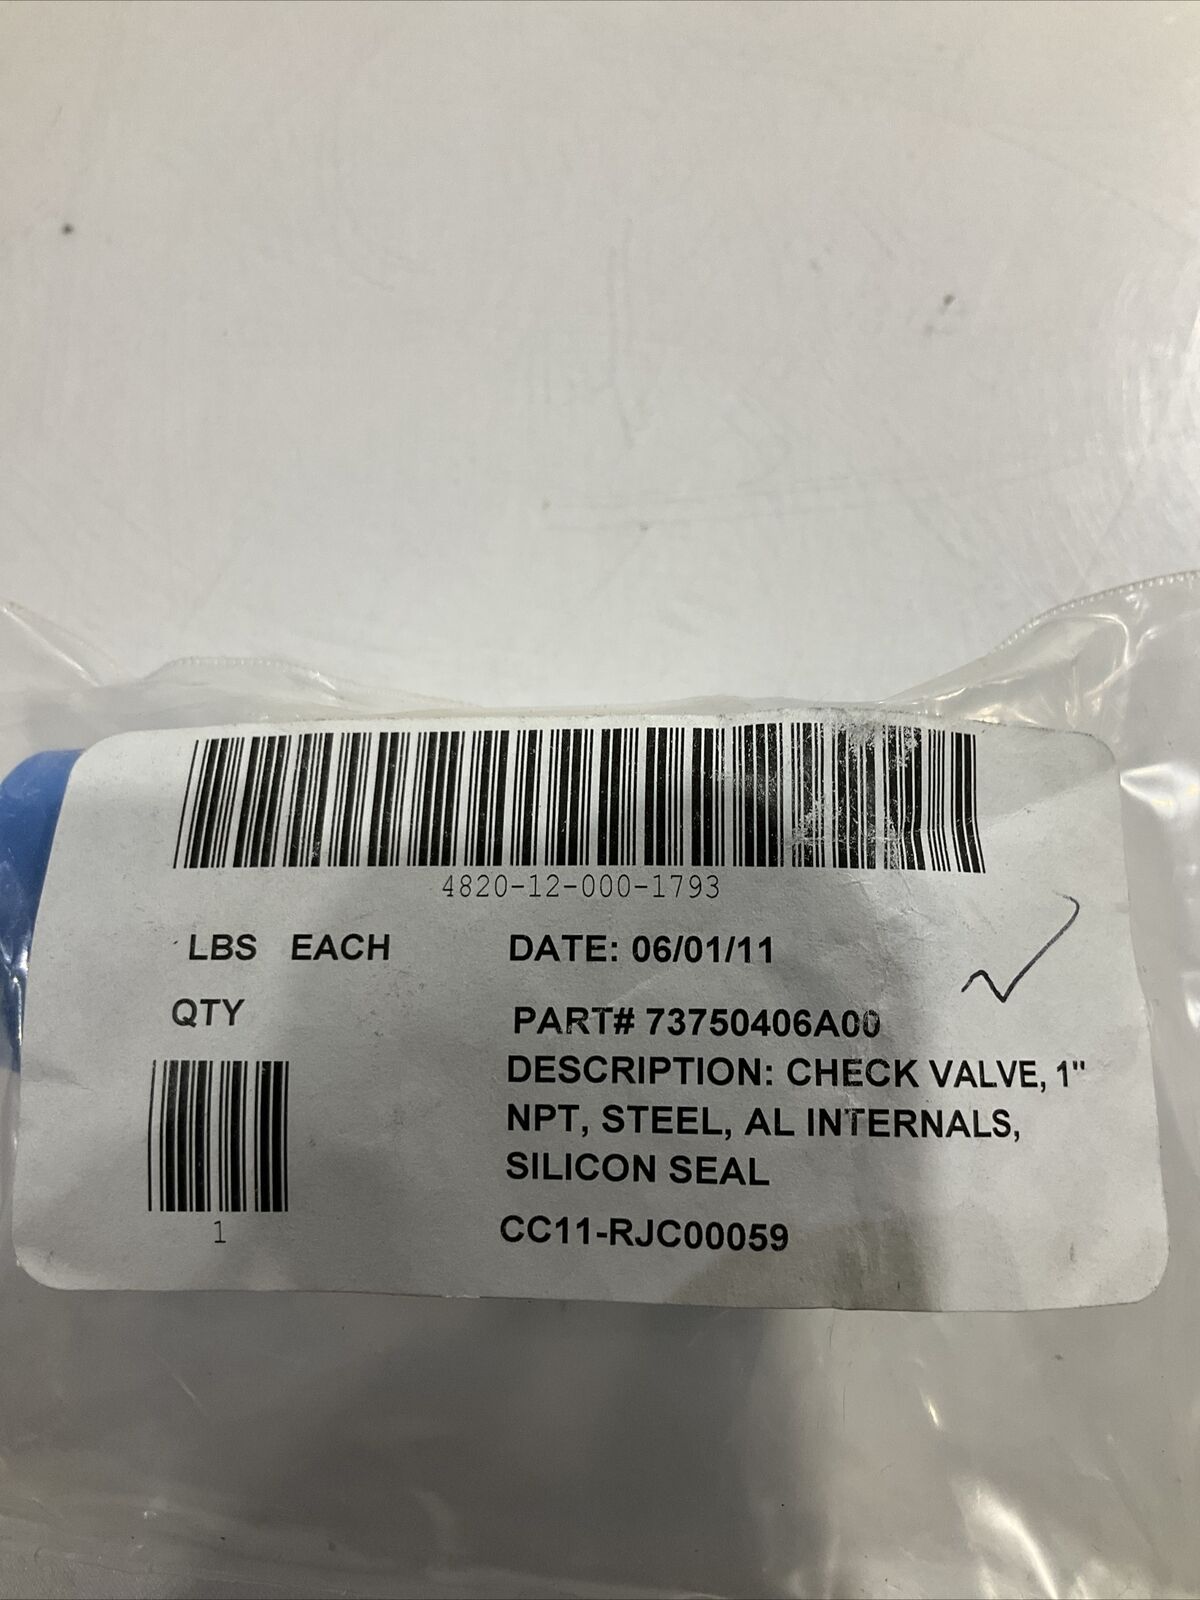 4820-12-000-1793
LBS EACH
DATE: 06/01/11
QTY
1
PART# 73750406A00
DESCRIPTION: CHECK VALVE, 1"
NPT, STEEL, AL INTERNALS,
SILICON SEAL
CC11-RJC00059